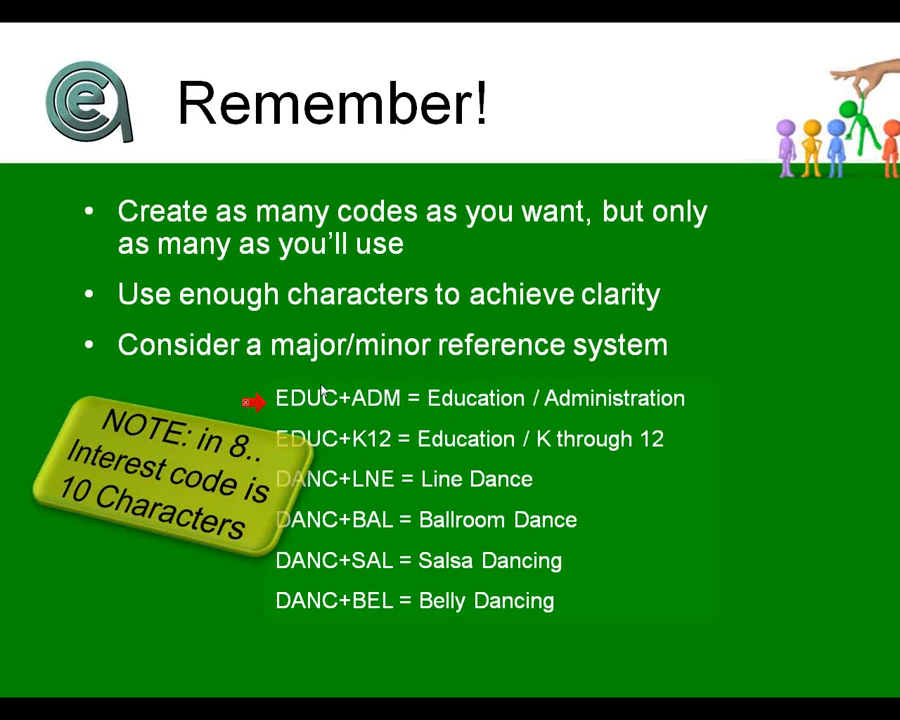 Remember!
• Create as many codes as you want, but only
as many as you’ll use
• Use enough characters to achieve clarity
• Consider a major/minor reference system
EDUC+ADM = Education / Administration
EDUC+K12 = Education / K through 12
DANC+LNE = Line Dance
DANC+BAL = Ballroom Dance
DANC+SAL = Salsa Dancing
DANC+BEL = Belly Dancing
NOTE: in 8..
Interest code is
10 Characters